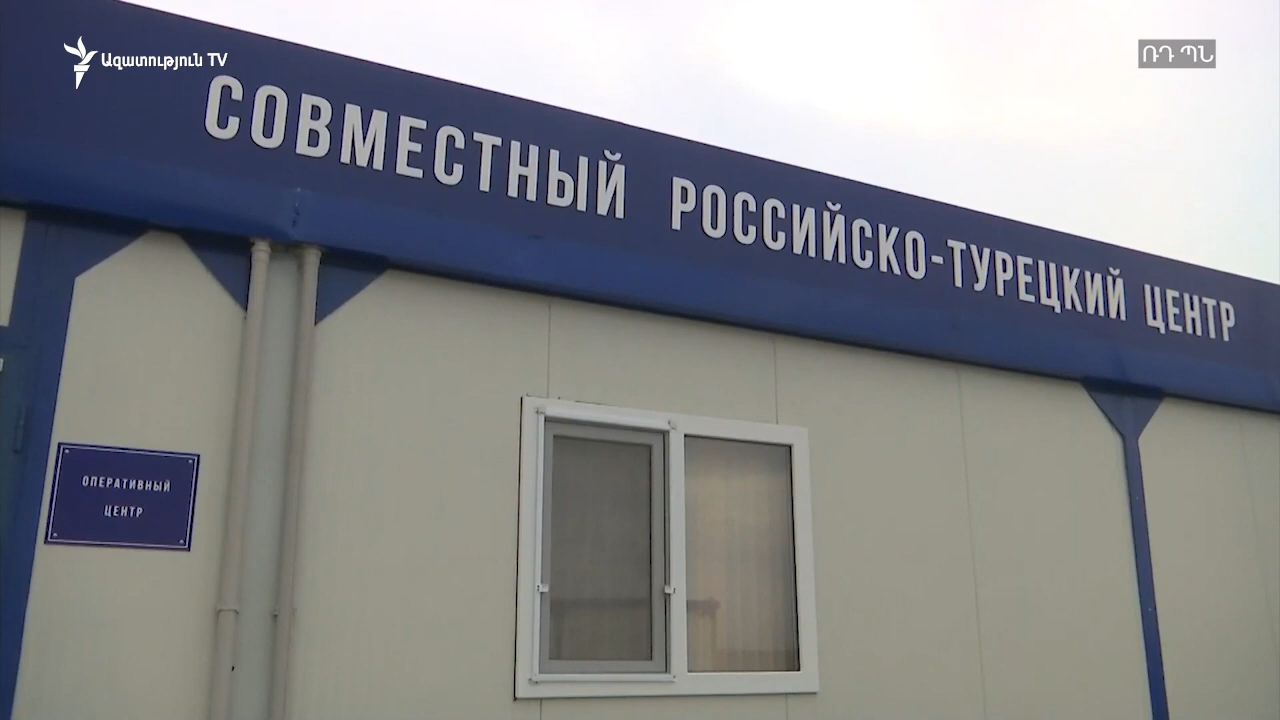 Ազատություն TV
ՌԴ ՊՆ
СОВМЕСТНЫЙ РОССИЙСКО-ТУРЕЦКИЙ ЦЕНТР
ОПЕРАТИВНЫЙ
ЦЕНТР